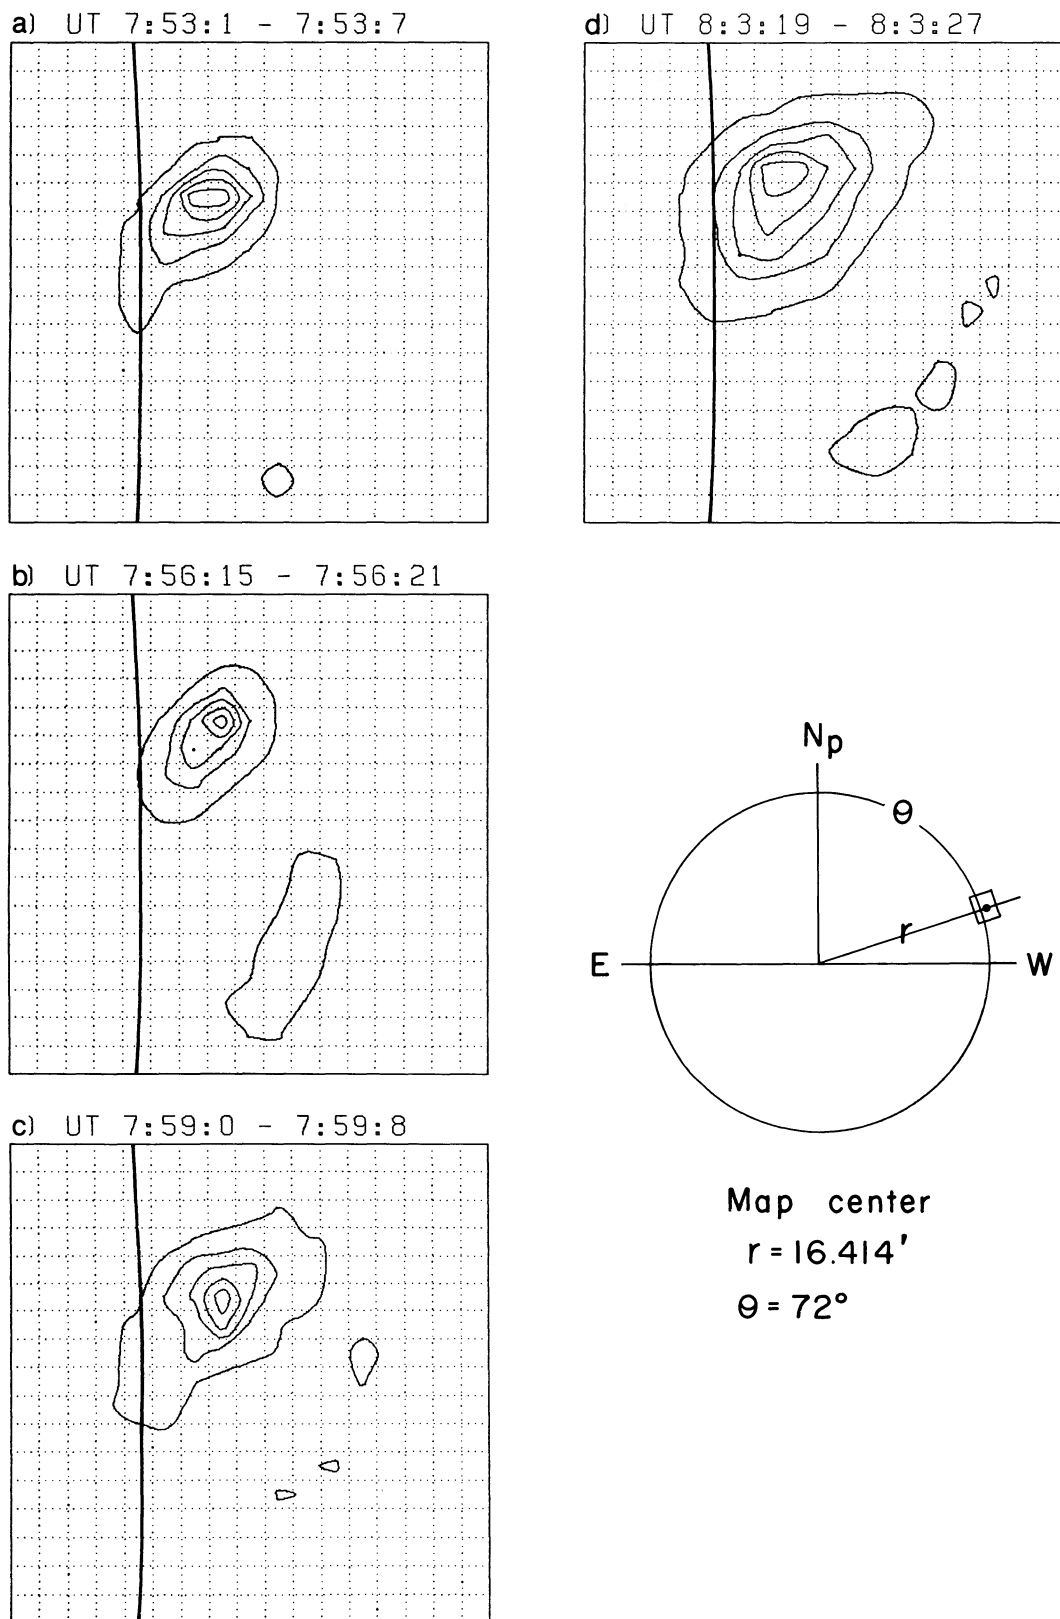 a) UT 7:53:1 - 7:53:7
b) UT 7:56:15 - 7:56:21
c) UT 7:59:0 - 7:59:8
d) UT 8:3:19 - 8:3:27
Np
θ
r
E
W
Map center
r = 16.414'
θ = 72°